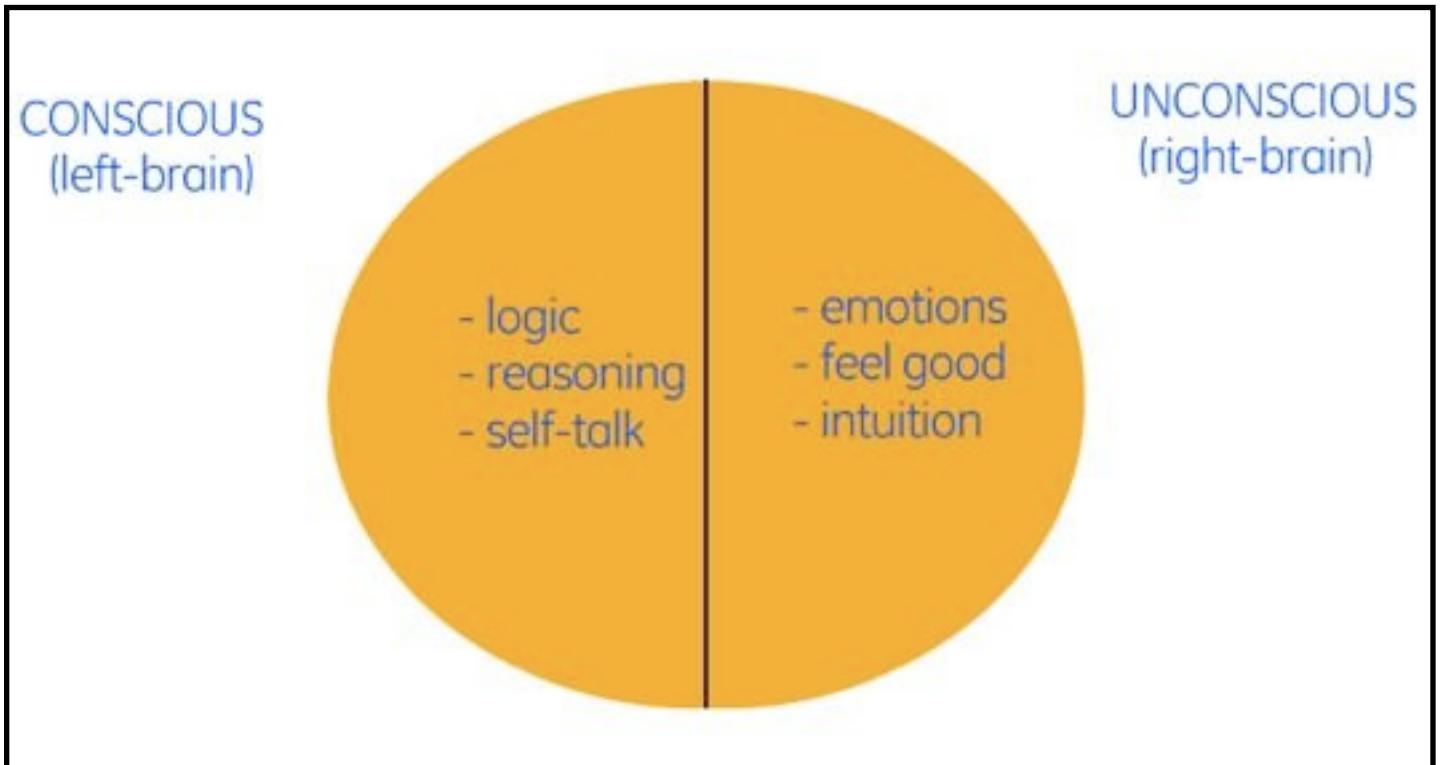 CONSCIOUS
(left-brain)
UNCONSCIOUS
(right-brain)
- logic
- reasoning
- self-talk
- emotions
- feel good
- intuition